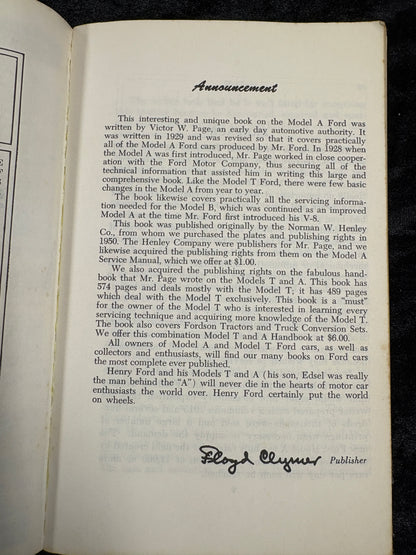 Announcement
This interesting and unique book on the Model A Ford was
written by Victor W. Page, an early day automotive authority. It
was written in 1929 and was revised so that it covers practically
all of the Model A Ford cars produced by Mr. Ford. In 1928 when
the Model A was first introduced, Mr. Page worked in close cooper-
ation with the Ford Motor Company, thus securing all of the
technical information that assisted him in writing this large and
comprehensive book. Like the Model T Ford, there were few basic
changes in the Model A from year to year.
The book likewise covers practically all the servicing information
needed for the Model B, which was continued as an improved
Model A at the time Mr. Ford first introduced his V-8.
This book was published originally by the Norman W. Henley
Co., from whom we purchased the plates and publishing rights in
1950. The Henley Company were publishers for Mr. Page, and we
likewise acquired the publishing rights from them on the Model A
Service Manual, which we offer at $1.00.
We also acquired the publishing rights on the fabulous hand-
book that Mr. Page wrote on the Models T and A. This book has
574 pages and deals mostly with the Model T; it has 489 pages
which deal with the Model T exclusively. This book is a "must"
for the owner of the Model T who is interested in learning every
servicing technique and acquiring more knowledge of the Model T.
The book also covers Fordson Tractors and Truck Conversion Sets.
We offer this combination Model T and A Handbook at $6.00.
All owners of Model A and Model T Ford cars, as well as
collectors and enthusiasts, will find our many books on Ford cars
the most complete ever published.
Henry Ford and his Models T and A (his son, Edsel was really
the man behind the "A") will never die in the hearts of motor car
enthusiasts the world over. Henry Ford certainly put the world
on wheels.
Floyd Clymer Publisher